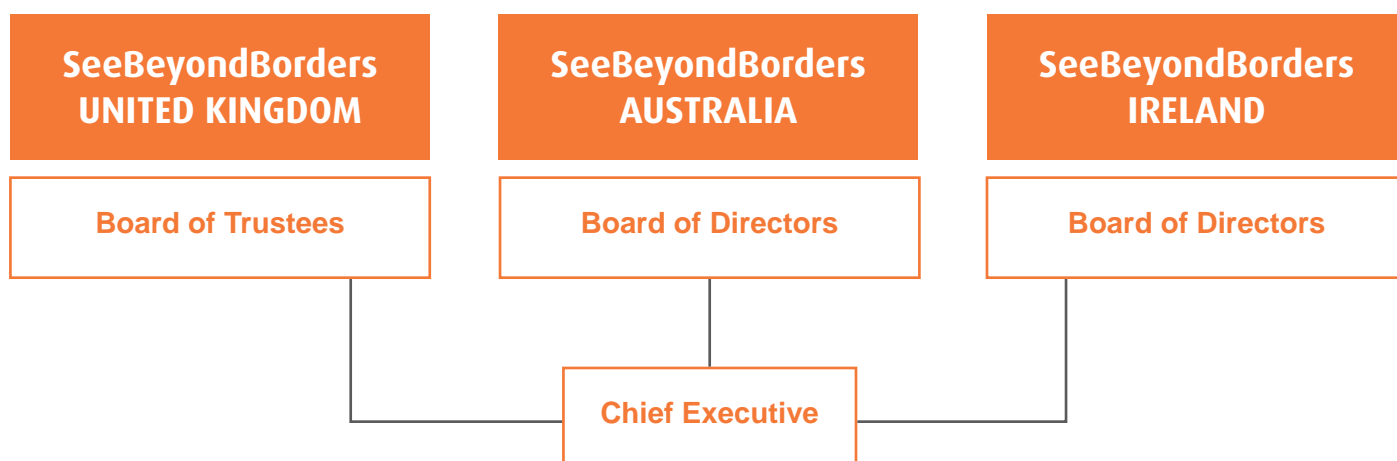 SeeBeyondBorders
UNITED KINGDOM
SeeBeyondBorders
AUSTRALIA
SeeBeyondBorders
IRELAND
Board of Trustees
Board of Directors
Board of Directors
Chief Executive